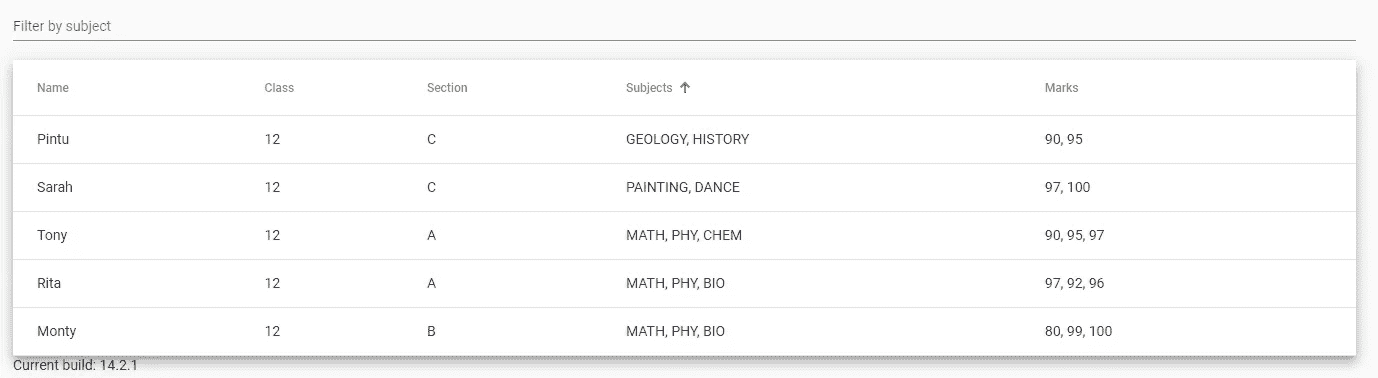 Filter by subject
Name Class Section Subjects Marks
Pintu 12 C GEOLOGY, HISTORY 90, 95
Sarah 12 C PAINTING, DANCE 97, 100
Tony 12 A MATH, PHY, CHEM 90, 95, 97
Rita 12 A MATH, PHY, BIO 97, 92, 96
Monty 12 B MATH, PHY, BIO 80, 99, 100
Current build: 14.2.1